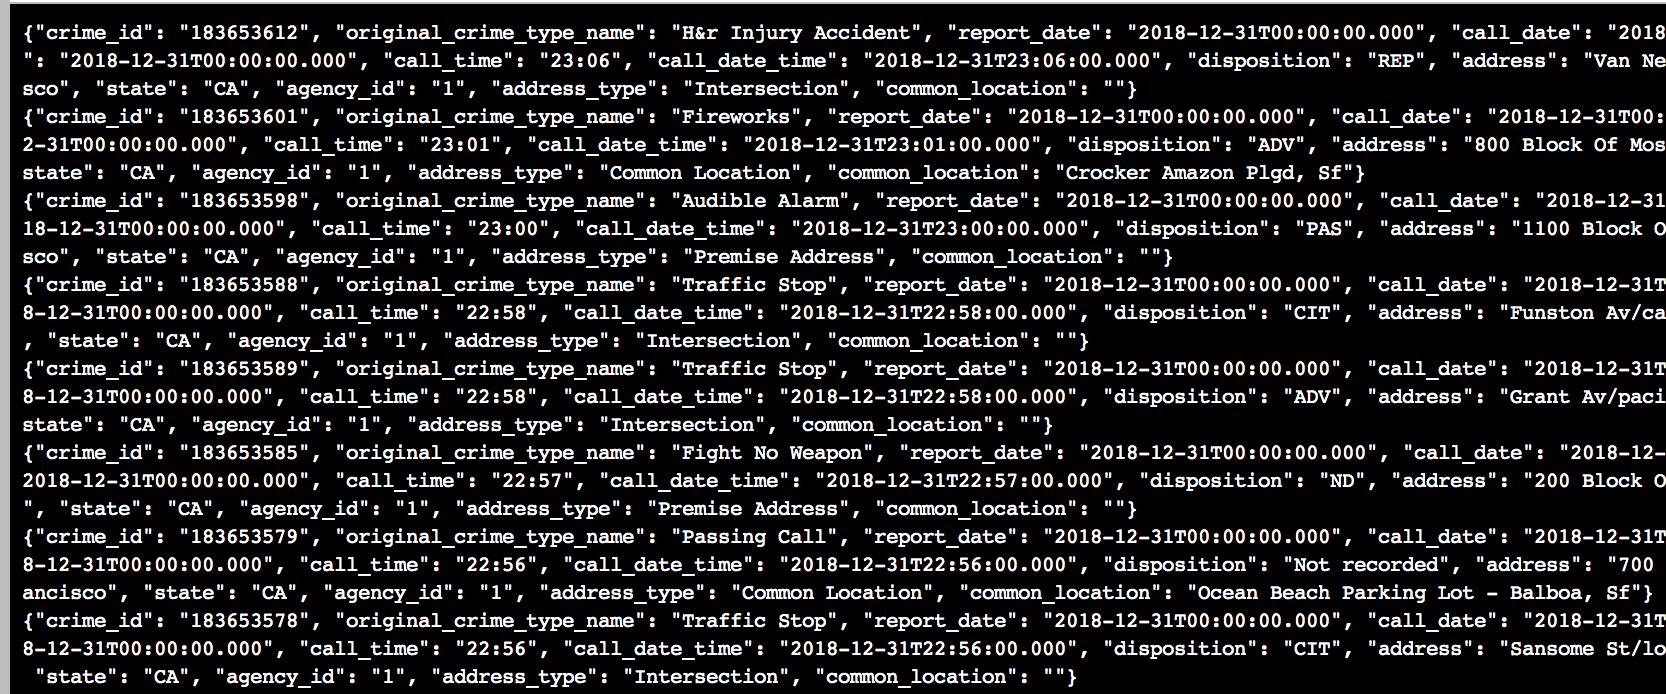 {"crime_id": "183653612", "original_crime_type_name": "H&r Injury Accident", "report_date": "2018-12-31T00:00:00.000", "call_date": "2018
": "2018-12-31T00:00:00.000", "call_time": "23:06", "call_date_time": "2018-12-31T23:06:00.000", "disposition": "REP", "address": "Van Ne
sco", "state": "CA", "agency_id": "1", "address_type": "Intersection", "common_location": ""}
{"crime_id": "183653601", "original_crime_type_name": "Fireworks", "report_date": "2018-12-31T00:00:00.000", "call_date": "2018-12-31T00:
2-31T00:00:00.000", "call_time": "23:01", "call_date_time": "2018-12-31T23:01:00.000", "disposition": "ADV", "address": "800 Block Of Mos
state": "CA", "agency_id": "1", "address_type": "Common Location", "common_location": "Crocker Amazon Plgd, Sf"}
{"crime_id": "183653598", "original_crime_type_name": "Audible Alarm", "report_date": "2018-12-31T00:00:00.000", "call_date": "2018-12-31
18-12-31T00:00:00.000", "call_time": "23:00", "call_date_time": "2018-12-31T23:00:00.000", "disposition": "PAS", "address": "1100 Block O
sco", "state": "CA", "agency_id": "1", "address_type": "Premise Address", "common_location": ""}
{"crime_id": "183653588", "original_crime_type_name": "Traffic Stop", "report_date": "2018-12-31T00:00:00.000", "call_date": "2018-12-31T
8-12-31T00:00:00.000", "call_time": "22:58", "call_date_time": "2018-12-31T22:58:00.000", "disposition": "CIT", "address": "Funston Av/ca
, "state": "CA", "agency_id": "1", "address_type": "Intersection", "common_location": ""}
{"crime_id": "183653589", "original_crime_type_name": "Traffic Stop", "report_date": "2018-12-31T00:00:00.000", "call_date": "2018-12-31T
8-12-31T00:00:00.000", "call_time": "22:58", "call_date_time": "2018-12-31T22:58:00.000", "disposition": "ADV", "address": "Grant Av/paci
state": "CA", "agency_id": "1", "address_type": "Intersection", "common_location": ""}
{"crime_id": "183653585", "original_crime_type_name": "Fight No Weapon", "report_date": "2018-12-31T00:00:00.000", "call_date": "2018-12-
2018-12-31T00:00:00.000", "call_time": "22:57", "call_date_time": "2018-12-31T22:57:00.000", "disposition": "ND", "address": "200 Block O
", "state": "CA", "agency_id": "1", "address_type": "Premise Address", "common_location": ""}
{"crime_id": "183653579", "original_crime_type_name": "Passing Call", "report_date": "2018-12-31T00:00:00.000", "call_date": "2018-12-31T
8-12-31T00:00:00.000", "call_time": "22:56", "call_date_time": "2018-12-31T22:56:00.000", "disposition": "Not recorded", "address": "700
ancisco", "state": "CA", "agency_id": "1", "address_type": "Common Location", "common_location": "Ocean Beach Parking Lot - Balboa, Sf"}
{"crime_id": "183653578", "original_crime_type_name": "Traffic Stop", "report_date": "2018-12-31T00:00:00.000", "call_date": "2018-12-31T
8-12-31T00:00:00.000", "call_time": "22:56", "call_date_time": "2018-12-31T22:56:00.000", "disposition": "CIT", "address": "Sansome St/lo
"state": "CA", "agency_id": "1", "address_type": "Intersection", "common_location": ""}